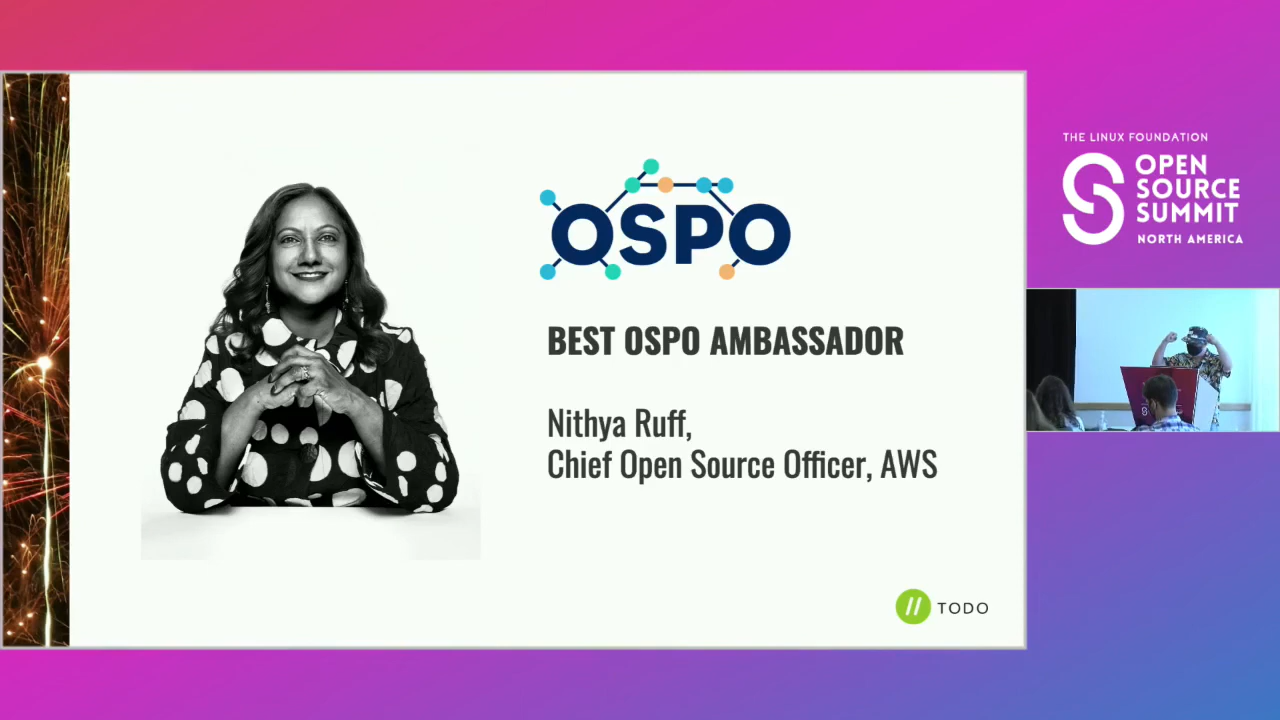 OSPO
BEST OSPO AMBASSADOR
Nithya Ruff,
Chief Open Source Officer, AWS
// TODO
THE LINUX FOUNDATION
OPEN
SOURCE
SUMMIT
NORTH AMERICA